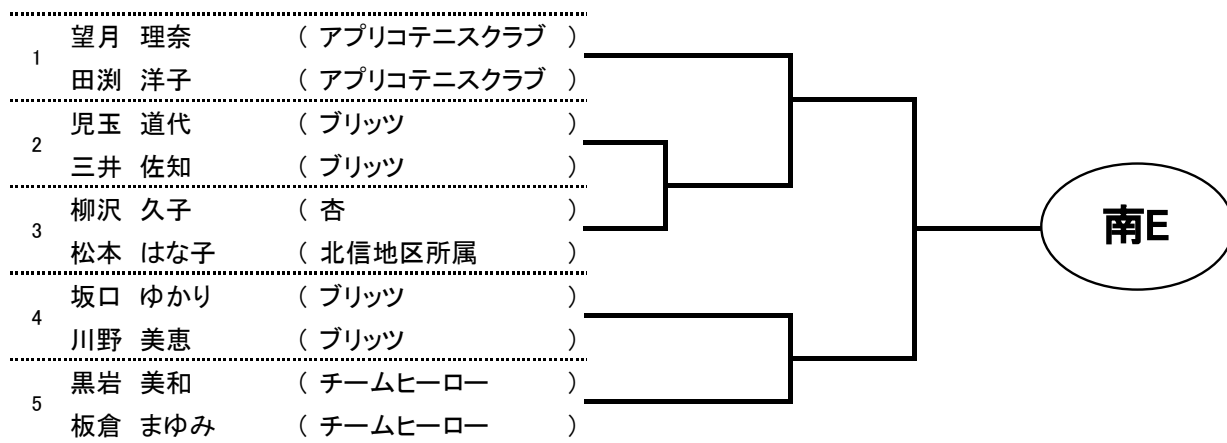 1
望月 理奈 ( アプリコテニスクラブ )
田渕 洋子 ( アプリコテニスクラブ )
2
児玉 道代 ( ブリッツ )
三井 佐知 ( ブリッツ )
3
柳沢 久子 ( 杏 )
松本 はな子 ( 北信地区所属 )
4
坂口 ゆかり ( ブリッツ )
川野 美恵 ( ブリッツ )
5
黒岩 美和 ( チームヒーロー )
板倉 まゆみ ( チームヒーロー )
南E